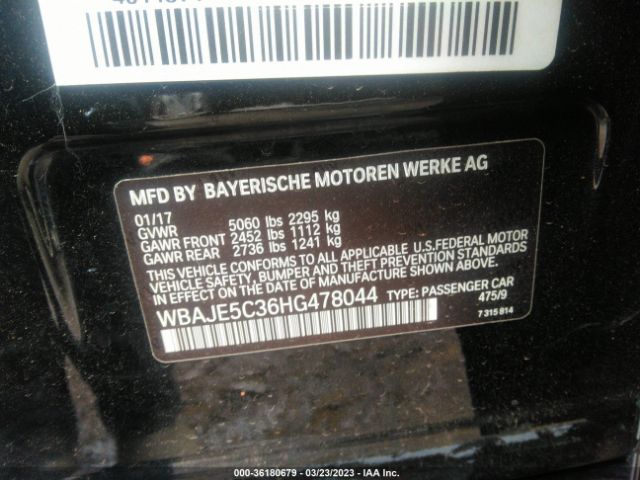 MFD BY BAYERISCHE MOTOREN WERKE AG
01/17
GVWR 5060 lbs 2295 kg
GAWR FRONT 2452 lbs 1112 kg
GAWR REAR 2736 lbs 1241 kg
THIS VEHICLE CONFORMS TO ALL APPLICABLE U.S.FEDERAL MOTOR
VEHICLE SAFETY, BUMPER AND THEFT PREVENTION STANDARDS
IN EFFECT ON THE DATE OF MANUFACTURE SHOWN ABOVE.
WBAJE5C36HG478044 TYPE: PASSENGER CAR
475/9
7 315 814
000-36180679 - 03/23/2023 - IAA Inc.